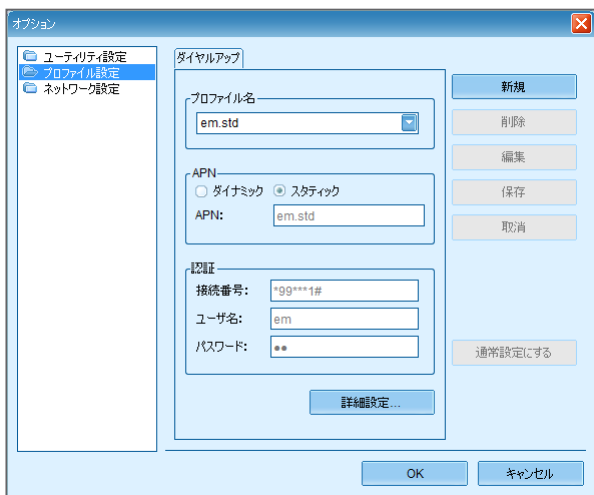 オプション
ユーティリティ設定
プロファイル設定
ネットワーク設定
ダイヤルアップ
プロファイル名
em.std
APN
ダイナミック
スタティック
APN:
em.std
認証
接続番号:
*99***1#
ユーザ名:
em
パスワード:
●●
詳細設定...
新規
削除
編集
保存
取消
通常設定にする
OK
キャンセル